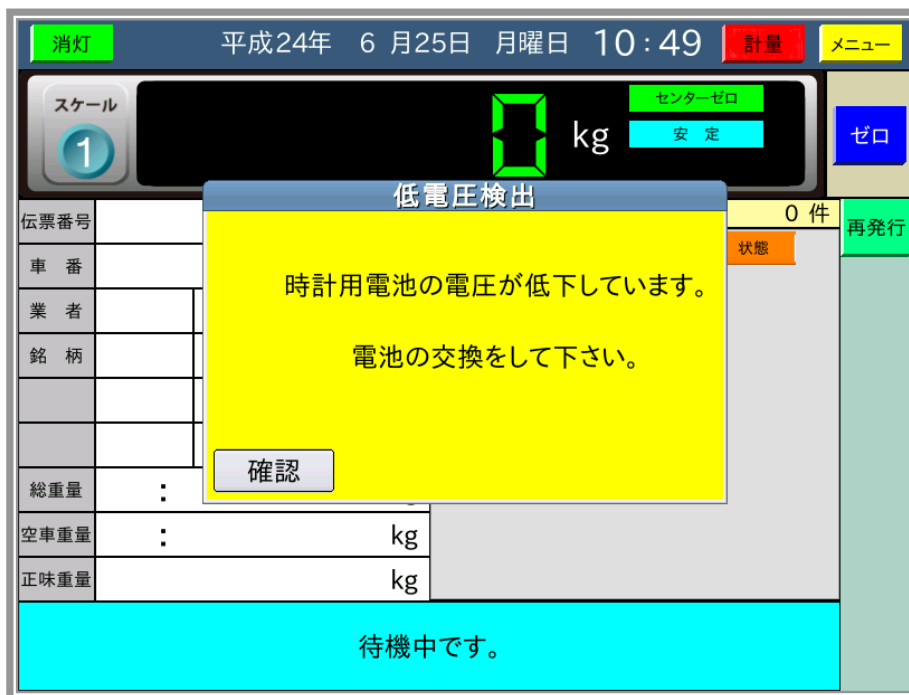 消灯
平成24年 6月25日 月曜日 10:49
計量
メニュー
スケール
1
0 kg
センターゼロ
安 定
ゼロ
低電圧検出
時計用電池の電圧が低下しています。
電池の交換をして下さい。
確認
0 件
再発行
状態
伝票番号
車 番
業 者
銘 柄
総重量 :
空車重量 : kg
正味重量 kg
待機中です。